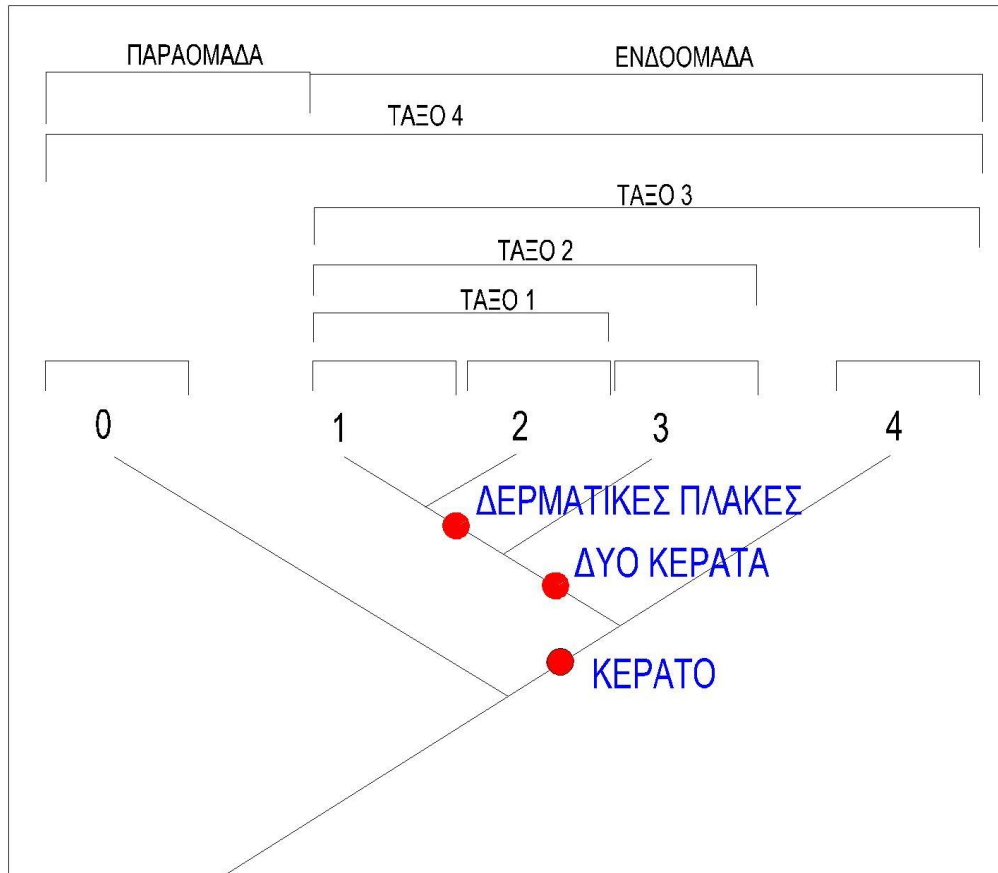 ΠΑΡΑΟΜΑΔΑ ΕΝΔΟΟΜΑΔΑ
ΤΑΞΟ 4
ΤΑΞΟ 3
ΤΑΞΟ 2
ΤΑΞΟ 1
0 1 2 3 4
ΔΕΡΜΑΤΙΚΕΣ ΠΛΑΚΕΣ
ΔΥΟ ΚΕΡΑΤΑ
ΚΕΡΑΤΟ